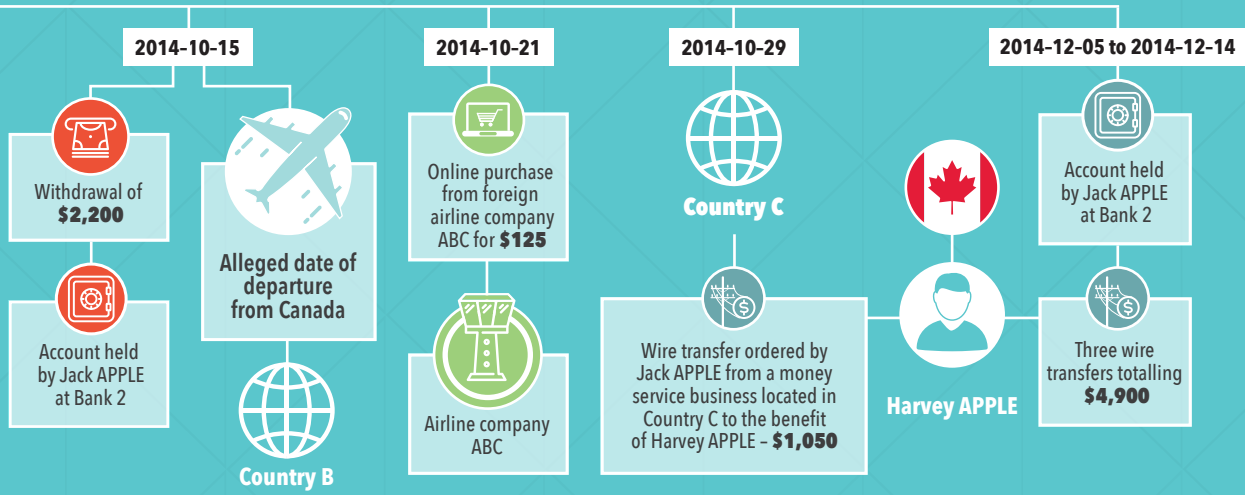 2014–10–15
Withdrawal of
$2,200
Account held
by Jack APPLE
at Bank 2
Alleged date of
departure
from Canada
Country B
2014–10–21
Online purchase
from foreign
airline company
ABC for $125
Airline company
ABC
2014–10–29
Country C
Wire transfer ordered by
Jack APPLE from a money
service business located in
Country C to the benefit
of Harvey APPLE – $1,050
Harvey APPLE
2014–12–05 to 2014–12–14
Account held
by Jack APPLE
at Bank 2
$
Three wire
transfers totalling
$4,900